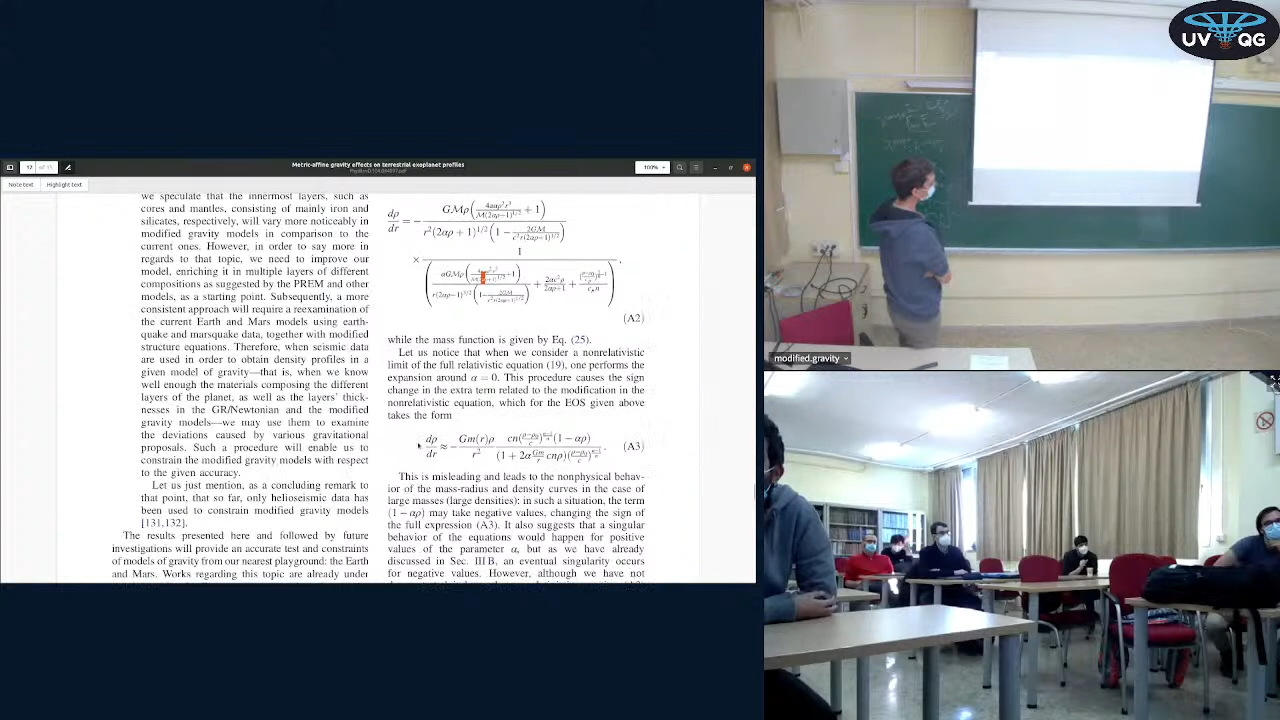 Metric-affine gravity effects on terrestrial exoplanet profiles
12 of 15
100%
Note text
Highlight text
we speculate that the innermost layers, such as
cores and mantles, consisting of mainly iron and
silicates, respectively, will vary more noticeably in
modified gravity models in comparison to the
current ones. However, in order to say more in
regards to that topic, we need to improve our
model, enriching it in multiple layers of different
compositions as suggested by the PREM and other
models, as a starting point. Subsequently, a more
consistent approach will require a reexamination of
the current Earth and Mars models using earth-
quake and marsquake data, together with modified
structure equations. Therefore, when seismic data
are used in order to obtain density profiles in a
given model of gravity—that is, when we know
well enough the materials composing the different
layers of the planet, as well as the layers' thick-
nesses in the GR/Newtonian and the modified
gravity models—we may use them to examine
the deviations caused by various gravitational
proposals. Such a procedure will enable us to
constrain the modified gravity models with respect
to the given accuracy.
Let us just mention, as a concluding remark to
that point, that so far, only helioseismic data has
been used to constrain modified gravity models
[131,132].
The results presented here and followed by future
investigations will provide an accurate test and constraints
of models of gravity from our nearest playground: the Earth
and Mars. Works regarding this topic are already under
(A2)
while the mass function is given by Eq. (25).
Let us notice that when we consider a nonrelativistic
limit of the full relativistic equation (19), one performs the
expansion around α = 0. This procedure causes the sign
change in the extra term related to the modification in the
nonrelativistic equation, which for the EOS given above
takes the form
(A3)
This is misleading and leads to the nonphysical behav-
ior of the mass-radius and density curves in the case of
large masses (large densities): in such a situation, the term
(1 − αρ) may take negative values, changing the sign of
the full expression (A3). It also suggests that a singular
behavior of the equations would happen for positive
values of the parameter α, but as we have already
discussed in Sec. III B, an eventual singularity occurs
for negative values. However, although we have not
UV QG
modified.gravity